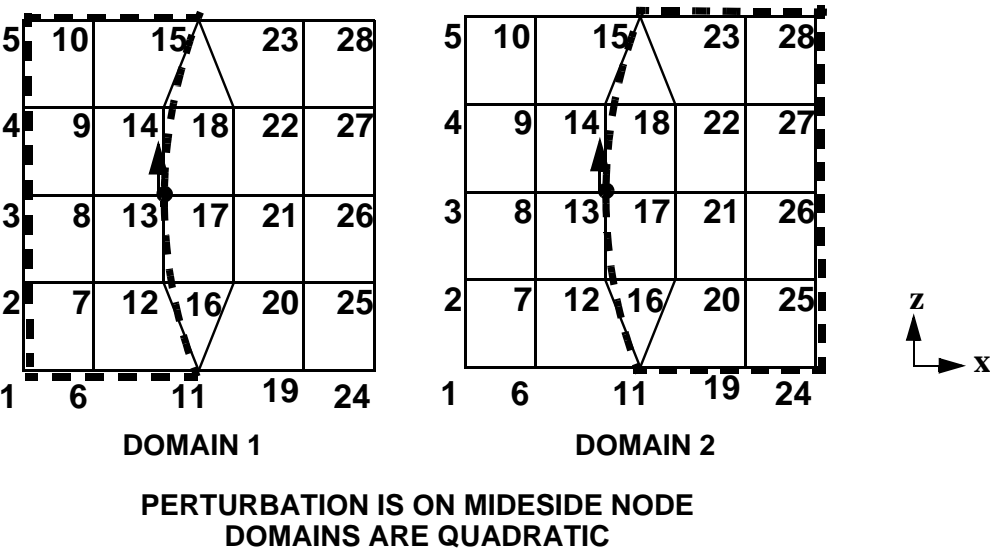 5 10 15 23 28
4 9 14 18 22 27
3 8 13 17 21 26
2 7 12 16 20 25
1 6 11 19 24
DOMAIN 1
5 10 15 23 28
4 9 14 18 22 27
3 8 13 17 21 26
2 7 12 16 20 25
1 6 11 19 24
DOMAIN 2
z
x
PERTURBATION IS ON MIDESIDE NODE
DOMAINS ARE QUADRATIC